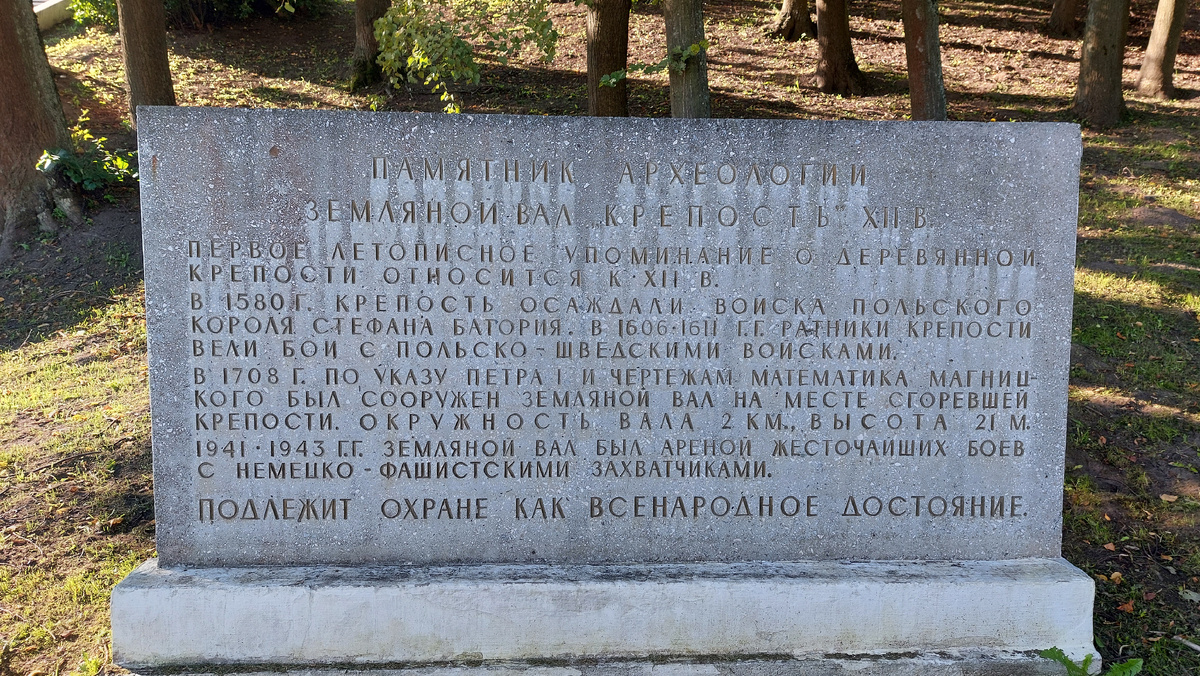 ПАМЯТНИК АРХЕОЛОГИИ
ЗЕМЛЯНОЙ ВАЛ „КРЕПОСТЬ" XII В.
ПЕРВОЕ ЛЕТОПИСНОЕ УПОМИНАНИЕ О ДЕРЕВЯННОЙ
КРЕПОСТИ ОТНОСИТСЯ К XII В.
В 1580 Г. КРЕПОСТЬ ОСАЖДАЛИ ВОЙСКА ПОЛЬСКОГО
КОРОЛЯ СТЕФАНА БАТОРИЯ. В 1606-1611 Г.Г. РАТНИКИ КРЕПОСТИ
ВЕЛИ БОИ С ПОЛЬСКО-ШВЕДСКИМИ ВОЙСКАМИ.
В 1708 Г. ПО УКАЗУ ПЕТРА I И ЧЕРТЕЖАМ МАТЕМАТИКА МАГНИЦ-
КОГО БЫЛ СООРУЖЕН ЗЕМЛЯНОЙ ВАЛ НА МЕСТЕ СГОРЕВШЕЙ
КРЕПОСТИ. ОКРУЖНОСТЬ ВАЛА 2 КМ., ВЫСОТА 21 М.
1941-1943 Г.Г. ЗЕМЛЯНОЙ ВАЛ БЫЛ АРЕНОЙ ЖЕСТОЧАЙШИХ БОЕВ
С НЕМЕЦКО-ФАШИСТСКИМИ ЗАХВАТЧИКАМИ.
ПОДЛЕЖИТ ОХРАНЕ КАК ВСЕНАРОДНОЕ ДОСТОЯНИЕ.